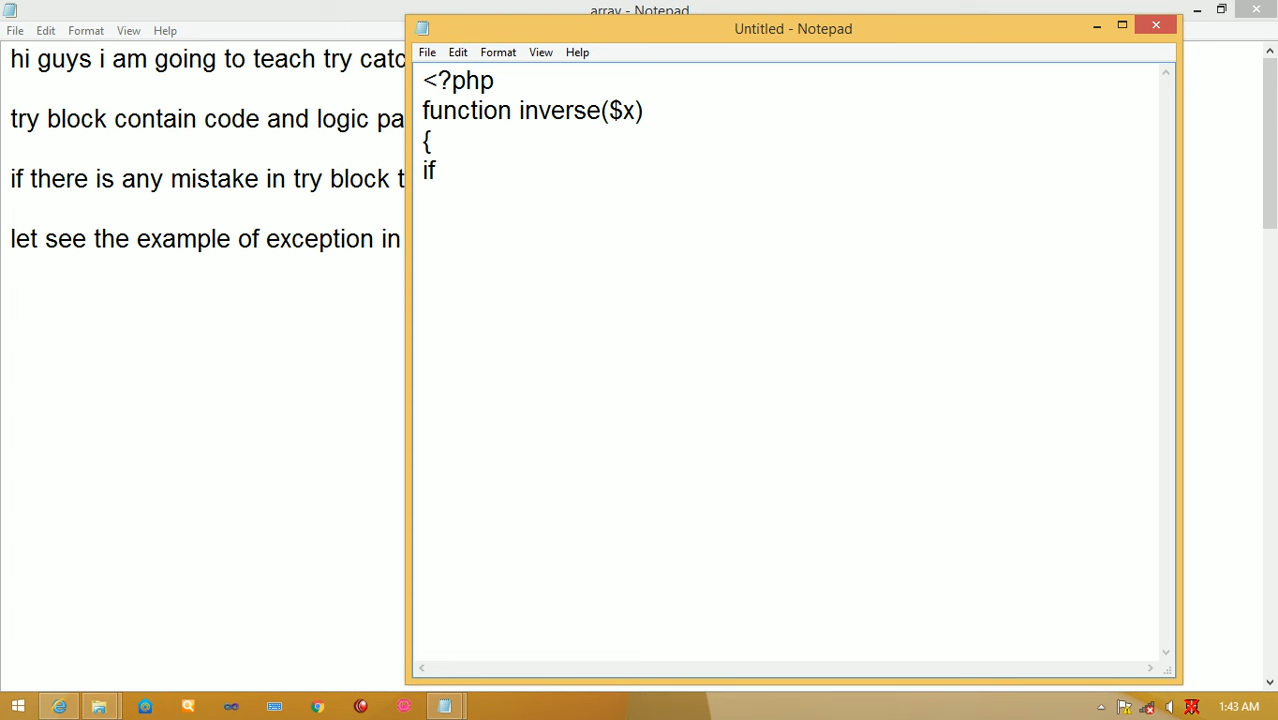 array - Notepad
File Edit Format View Help
hi guys i am going to teach try catc
try block contain code and logic pa
if there is any mistake in try block t
let see the example of exception in
Untitled - Notepad
File Edit Format View Help
<?php
function inverse($x)
{
if
1:43 AM